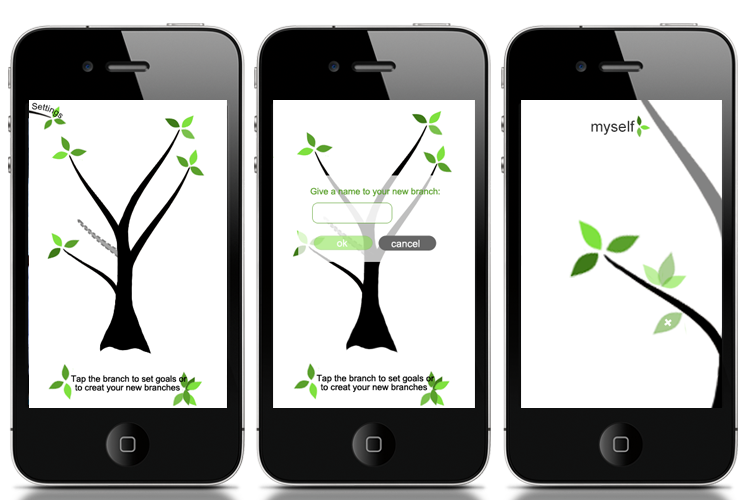 Settings
Tap the branch to set goals or
to creat your new branches
Give a name to your new branch:
ok
cancel
Tap the branch to set goals or
to creat your new branches
myself